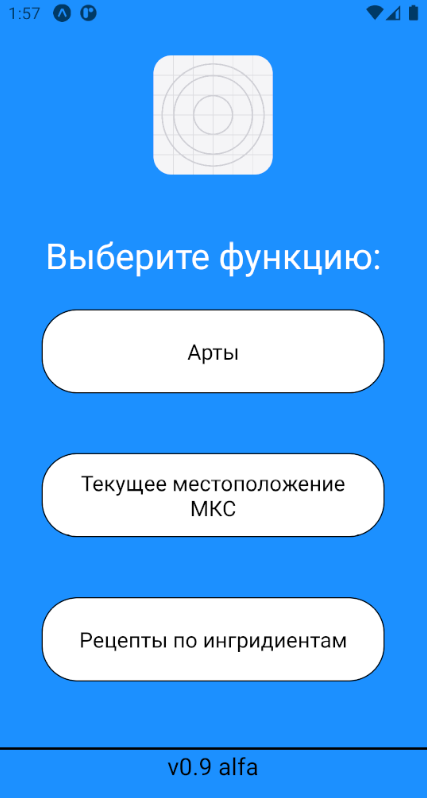 1:57
Выберите функцию:
Арты
Текущее местоположение
МКС
Рецепты по ингридиентам
v0.9 alfa